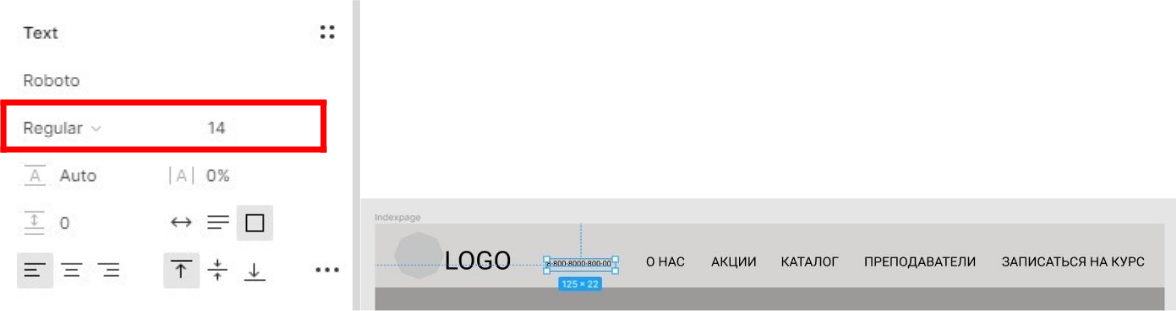 Text
Roboto
Regular 14
A Auto |A| 0%
0
Indexpage
LOGO 8-800-8000-800-00 О НАС АКЦИИ КАТАЛОГ ПРЕПОДАВАТЕЛИ ЗАПИСАТЬСЯ НА КУРС
125 × 22